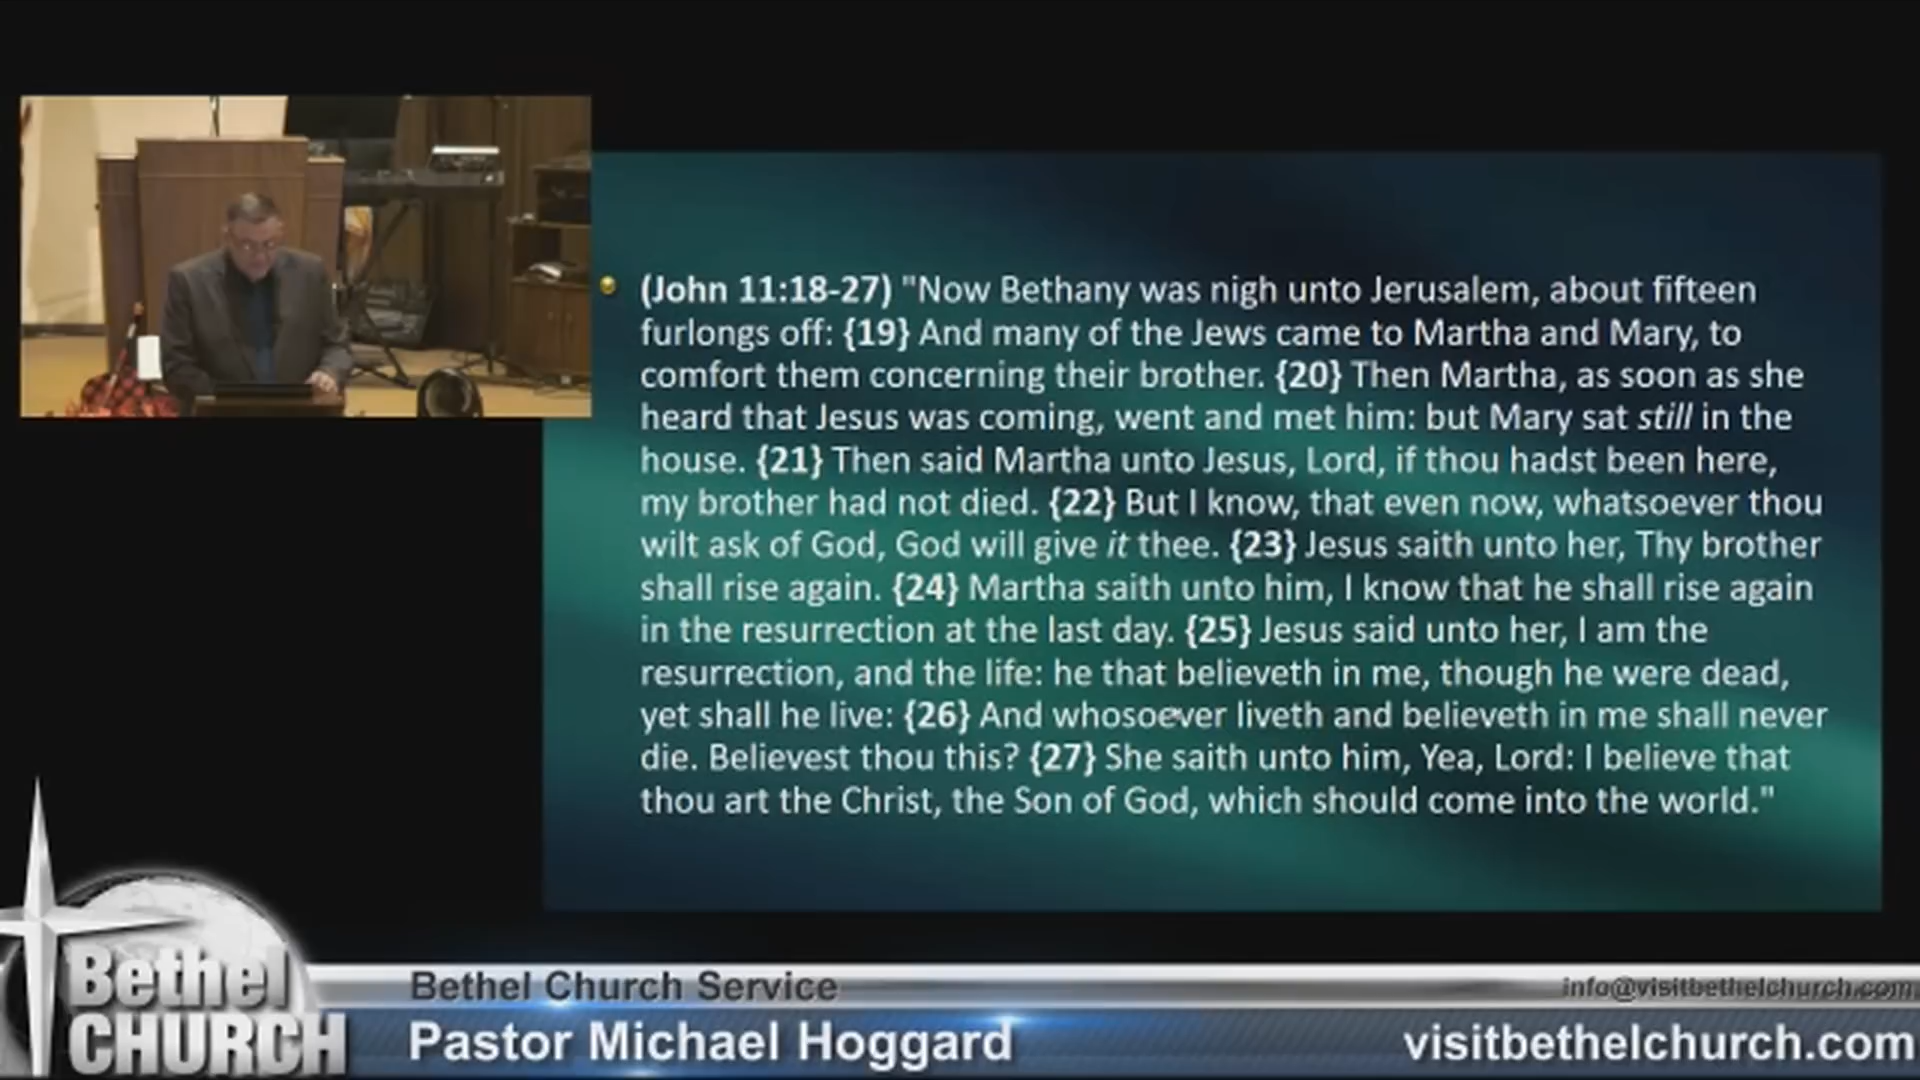 (John 11:18-27) "Now Bethany was nigh unto Jerusalem, about fifteen
furlongs off: {19} And many of the Jews came to Martha and Mary, to
comfort them concerning their brother. {20} Then Martha, as soon as she
heard that Jesus was coming, went and met him: but Mary sat still in the
house. {21} Then said Martha unto Jesus, Lord, if thou hadst been here,
my brother had not died. {22} But I know, that even now, whatsoever thou
wilt ask of God, God will give it thee. {23} Jesus saith unto her, Thy brother
shall rise again. {24} Martha saith unto him, I know that he shall rise again
in the resurrection at the last day. {25} Jesus said unto her, I am the
resurrection, and the life: he that believeth in me, though he were dead,
yet shall he live: {26} And whosoever liveth and believeth in me shall never
die. Believest thou this? {27} She saith unto him, Yea, Lord: I believe that
thou art the Christ, the Son of God, which should come into the world."
Bethel
CHURCH
Bethel Church Service
info@visitbethelchurch.com
Pastor Michael Hoggard
visitbethelchurch.com